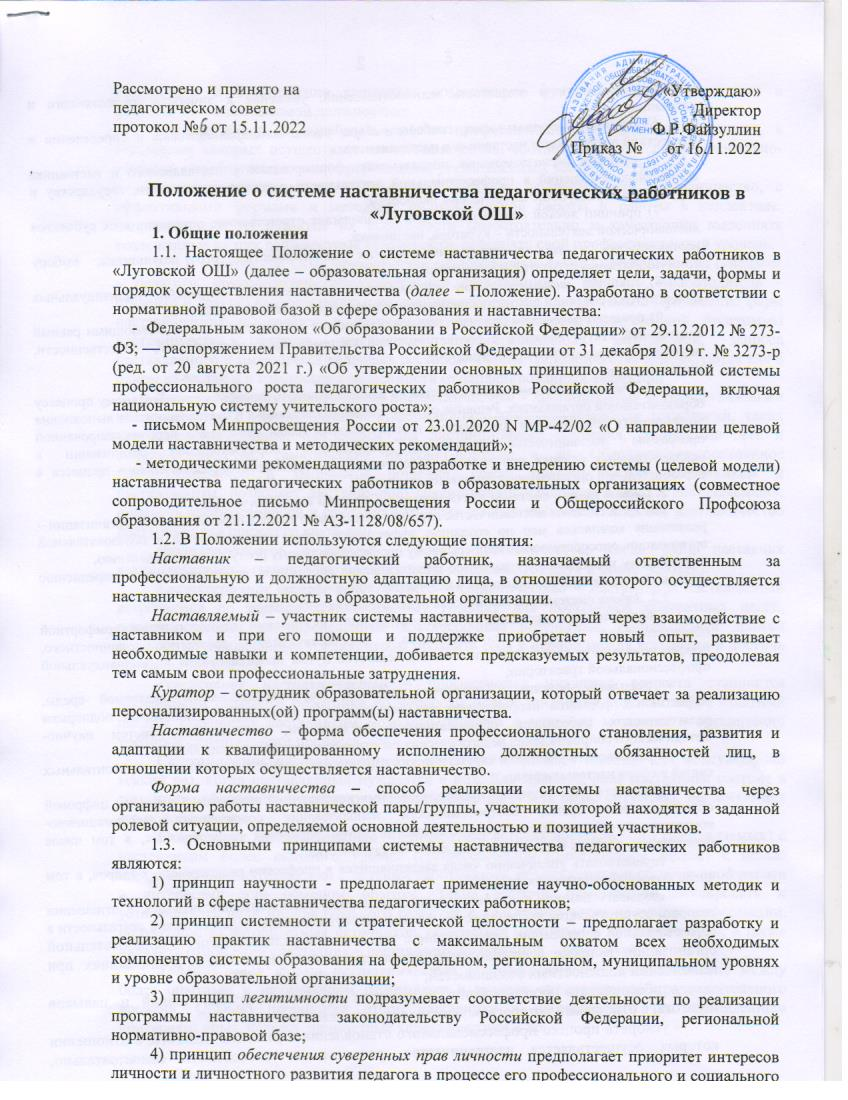 Рассмотрено и принято на
педагогическом совете
протокол №6 от 15.11.2022
«Утверждаю»
Директор
Ф.Р.Файзуллин
Приказ № от 16.11.2022
ДЛЯ
ДОКУМЕНТОВ
Положение о системе наставничества педагогических работников в
«Луговской ОШ»
1. Общие положения
1.1. Настоящее Положение о системе наставничества педагогических работников в
«Луговской ОШ» (далее – образовательная организация) определяет цели, задачи, формы и
порядок осуществления наставничества (далее – Положение). Разработано в соответствии с
нормативной правовой базой в сфере образования и наставничества:
- Федеральным законом «Об образовании в Российской Федерации» от 29.12.2012 № 273-
ФЗ; — распоряжением Правительства Российской Федерации от 31 декабря 2019 г. № 3273-р
(ред. от 20 августа 2021 г.) «Об утверждении основных принципов национальной системы
профессионального роста педагогических работников Российской Федерации, включая
национальную систему учительского роста»;
- письмом Минпросвещения России от 23.01.2020 N МР-42/02 «О направлении целевой
модели наставничества и методических рекомендаций»;
- методическими рекомендациями по разработке и внедрению системы (целевой модели)
наставничества педагогических работников в образовательных организациях (совместное
сопроводительное письмо Минпросвещения России и Общероссийского Профсоюза
образования от 21.12.2021 № АЗ-1128/08/657).
1.2. В Положении используются следующие понятия:
Наставник – педагогический работник, назначаемый ответственным за
профессиональную и должностную адаптацию лица, в отношении которого осуществляется
наставническая деятельность в образовательной организации.
Наставляемый – участник системы наставничества, который через взаимодействие с
наставником и при его помощи и поддержке приобретает новый опыт, развивает
необходимые навыки и компетенции, добивается предсказуемых результатов, преодолевая
тем самым свои профессиональные затруднения.
Куратор – сотрудник образовательной организации, который отвечает за реализацию
персонализированных(ой) программ(ы) наставничества.
Наставничество – форма обеспечения профессионального становления, развития и
адаптации к квалифицированному исполнению должностных обязанностей лиц, в
отношении которых осуществляется наставничество.
Форма наставничества – способ реализации системы наставничества через
организацию работы наставнической пары/группы, участники которой находятся в заданной
ролевой ситуации, определяемой основной деятельностью и позицией участников.
1.3. Основными принципами системы наставничества педагогических работников
являются:
1) принцип научности - предполагает применение научно-обоснованных методик и
технологий в сфере наставничества педагогических работников;
2) принцип системности и стратегической целостности – предполагает разработку и
реализацию практик наставничества с максимальным охватом всех необходимых
компонентов системы образования на федеральном, региональном, муниципальном уровнях
и уровне образовательной организации;
3) принцип легитимности подразумевает соответствие деятельности по реализации
программы наставничества законодательству Российской Федерации, региональной
нормативно-правовой базе;
4) принцип обеспечения суверенных прав личности предполагает приоритет интересов
личности и личностного развития педагога в процессе его профессионального и социального